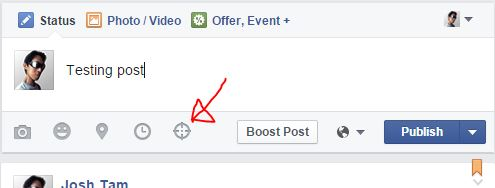 Status Photo / Video Offer, Event +
Testing post
Boost Post Publish
Josh Tam